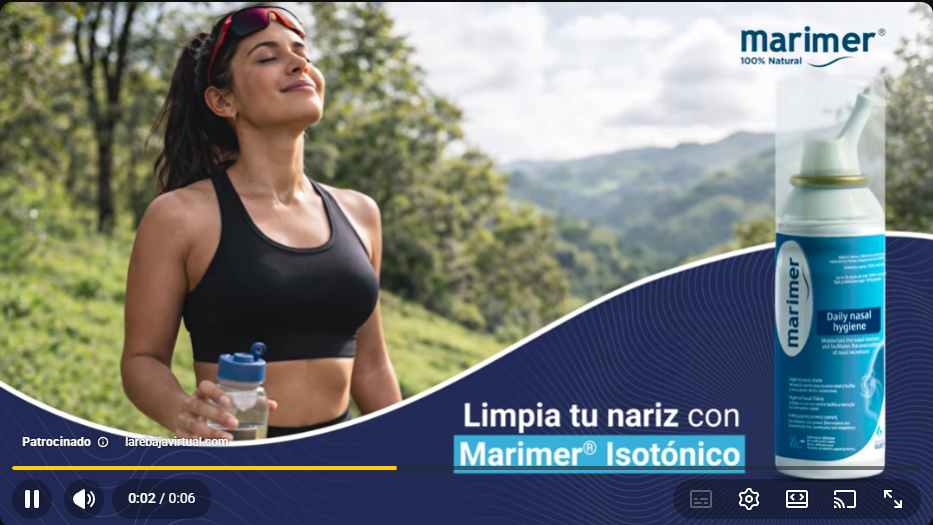 marimer®
100% Natural
marimer
Daily nasal
hygiene
Limpia tu nariz con
Marimer® Isotónico
Patrocinado
larebajavirtual.com
0:02 / 0:06